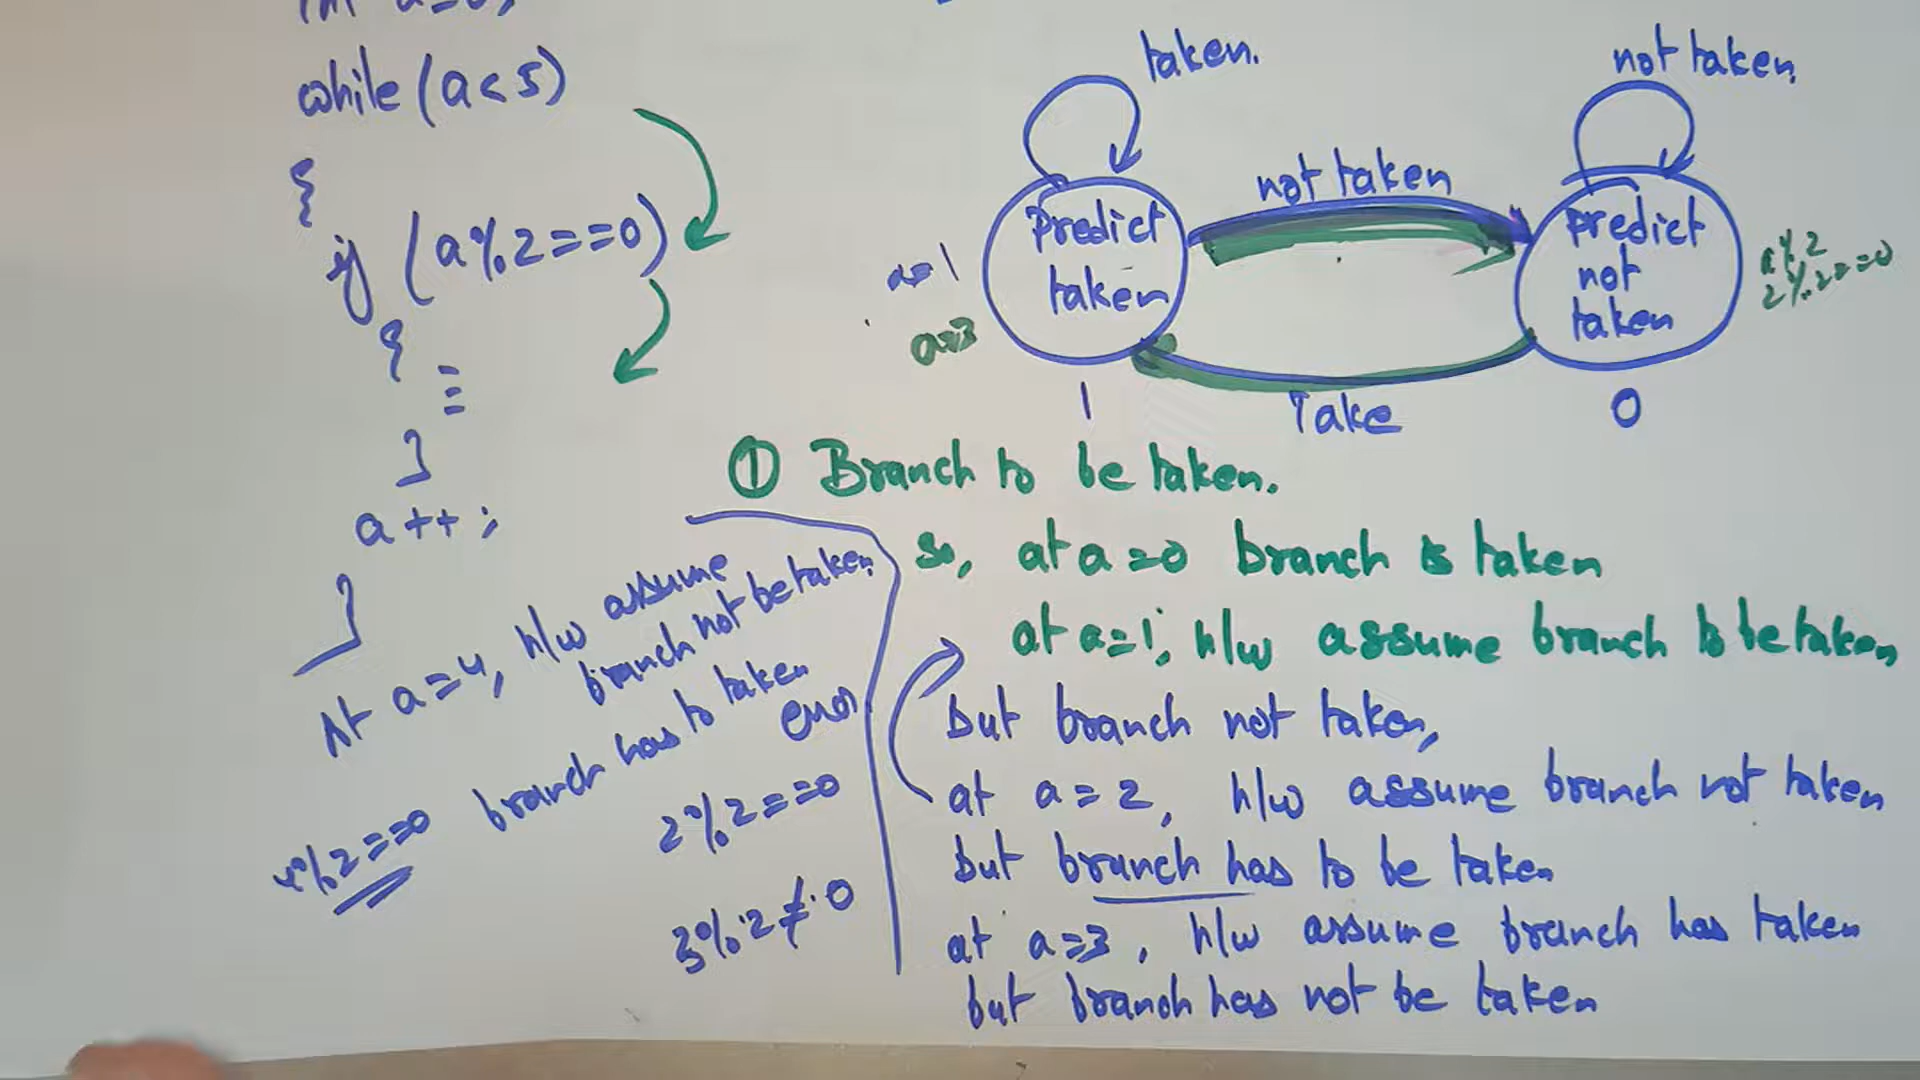 int a=0;
while (a<5)
{
if (a%2==0)
{
}
a++;
}
taken.
not taken
not taken
predict
taken
predict
not
taken
a=1
a=3
a%2
2%2==0
1
Take
0
① Branch to be taken.
so, at a=0 branch is taken
at a=1, h/w assume branch to be taken
but branch not taken,
at a=2, h/w assume branch not taken
but branch has to be taken
at a=3, h/w assume branch has taken
but branch has not be taken
At a=4, h/w assume
branch not be taken
branch has to taken
error
4%2==0
2%2==0
3%2≠0